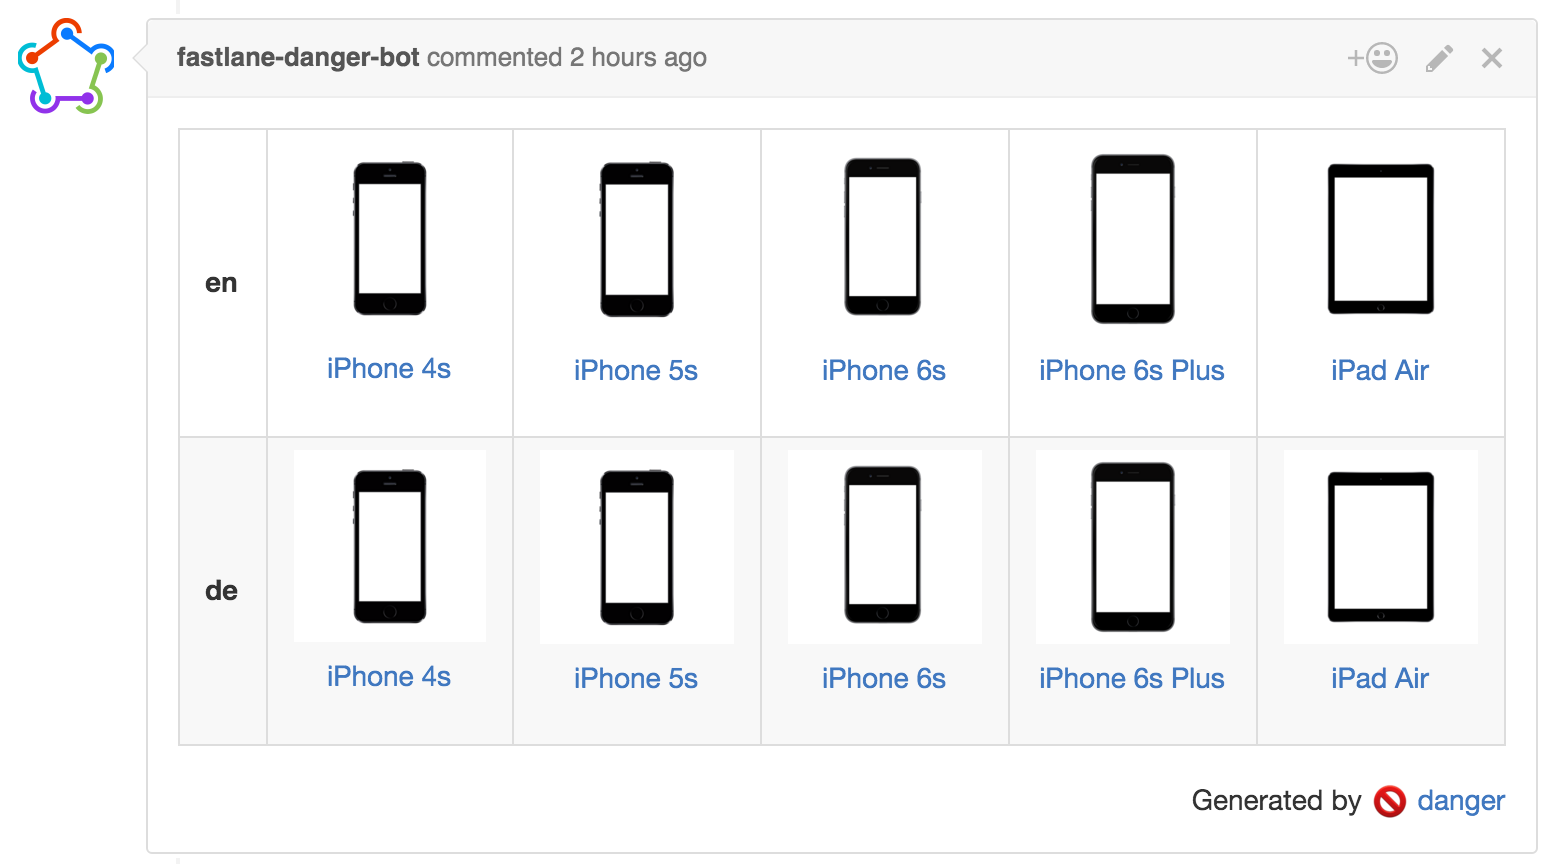 fastlane-danger-bot commented 2 hours ago
en
iPhone 4s
iPhone 5s
iPhone 6s
iPhone 6s Plus
iPad Air
de
iPhone 4s
iPhone 5s
iPhone 6s
iPhone 6s Plus
iPad Air
Generated by 🚫 danger